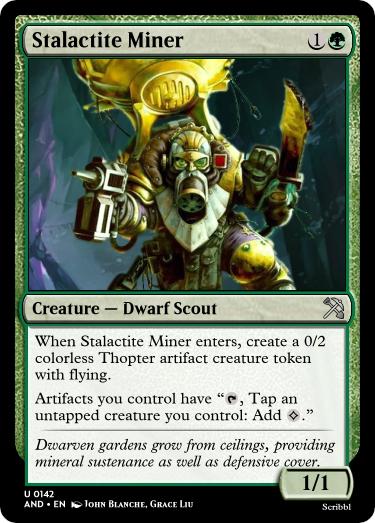 Stalactite Miner 1
Creature — Dwarf Scout
When Stalactite Miner enters, create a 0/2
colorless Thopter artifact creature token
with flying.
Artifacts you control have “, Tap an
untapped creature you control: Add .”
Dwarven gardens grow from ceilings, providing
mineral sustenance as well as defensive cover.
1/1
U 0142
AND • EN John Blanche, Grace Liu
Scribbl